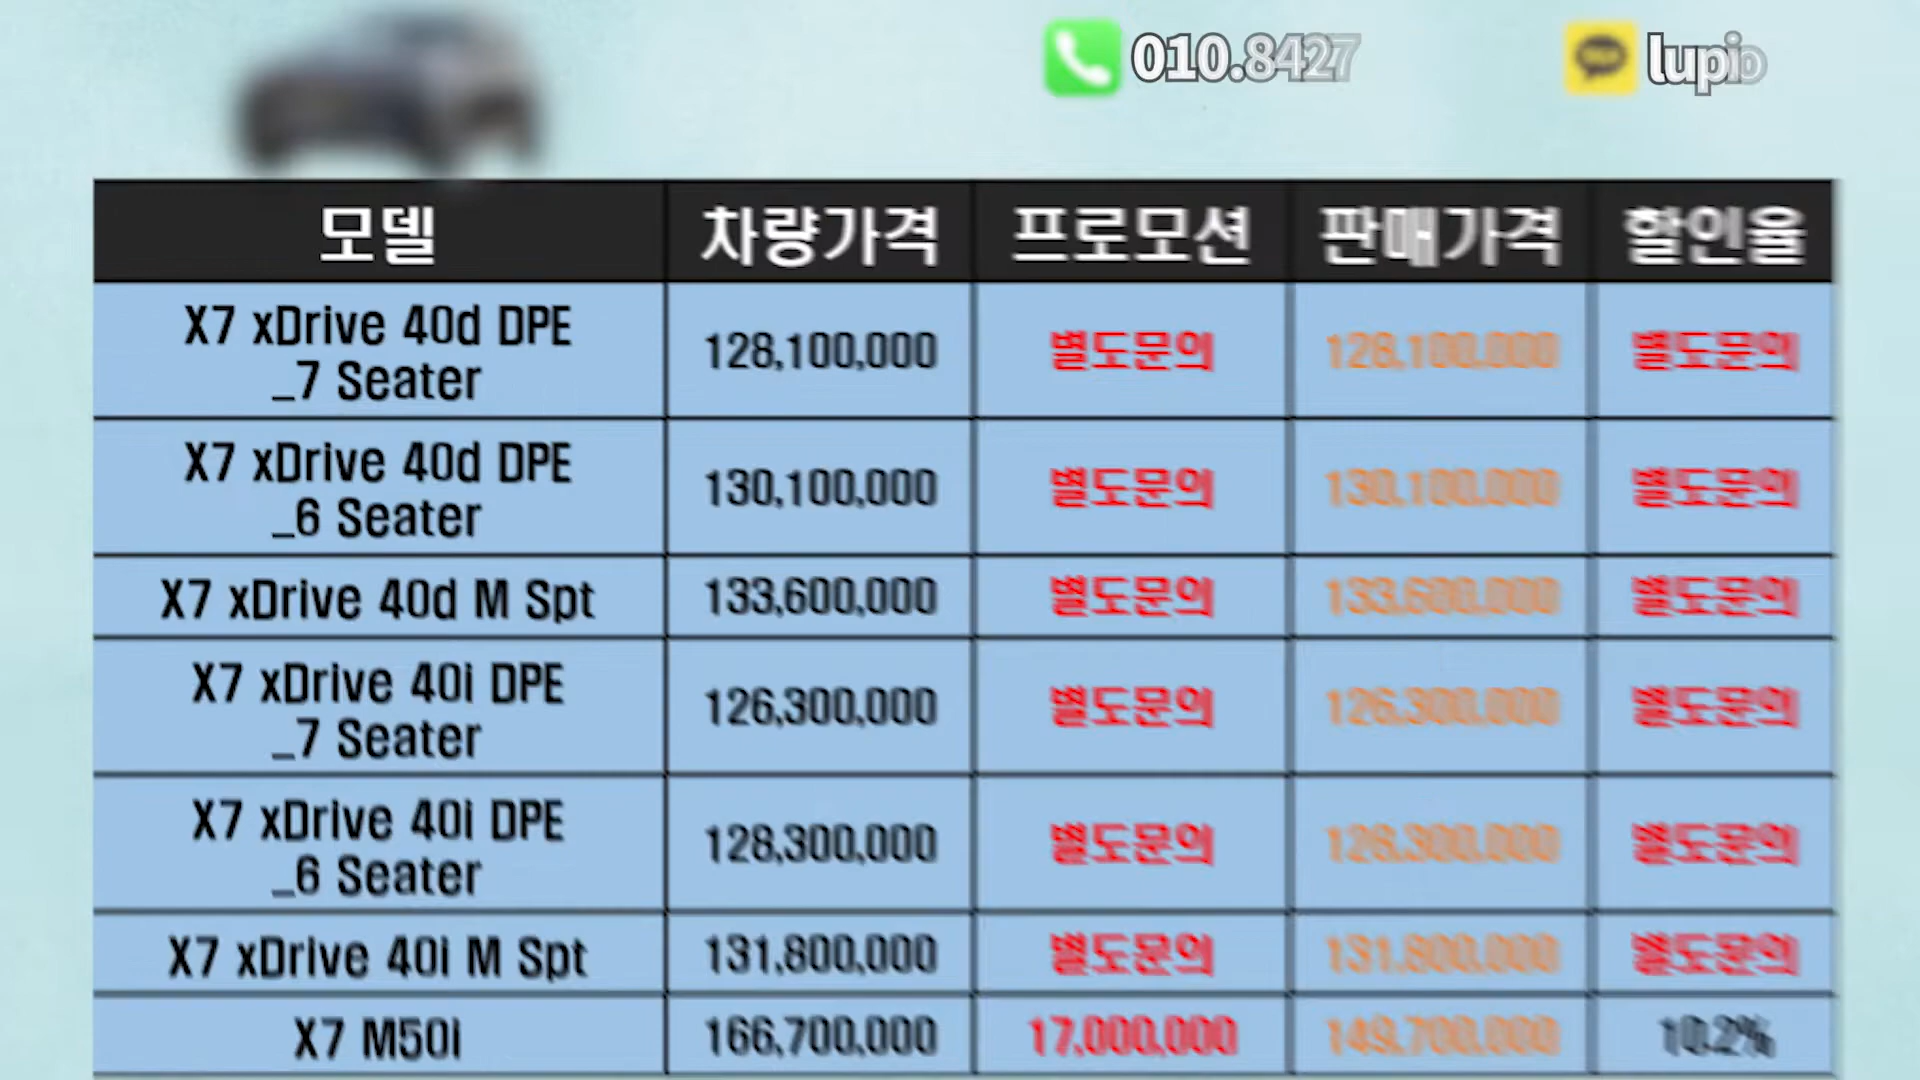 010.8427
lupio
모델 차량가격 프로모션 판매가격 할인율
X7 xDrive 40d DPE
_7 Seater
128,100,000 별도문의 128,100,000 별도문의
X7 xDrive 40d DPE
_6 Seater
130,100,000 별도문의 130,100,000 별도문의
X7 xDrive 40d M Spt 133,600,000 별도문의 133,600,000 별도문의
X7 xDrive 40i DPE
_7 Seater
126,300,000 별도문의 126,300,000 별도문의
X7 xDrive 40i DPE
_6 Seater
128,300,000 별도문의 128,300,000 별도문의
X7 xDrive 40i M Spt 131,800,000 별도문의 131,800,000 별도문의
X7 M50i 166,700,000 17,000,000 149,700,000 10.2%